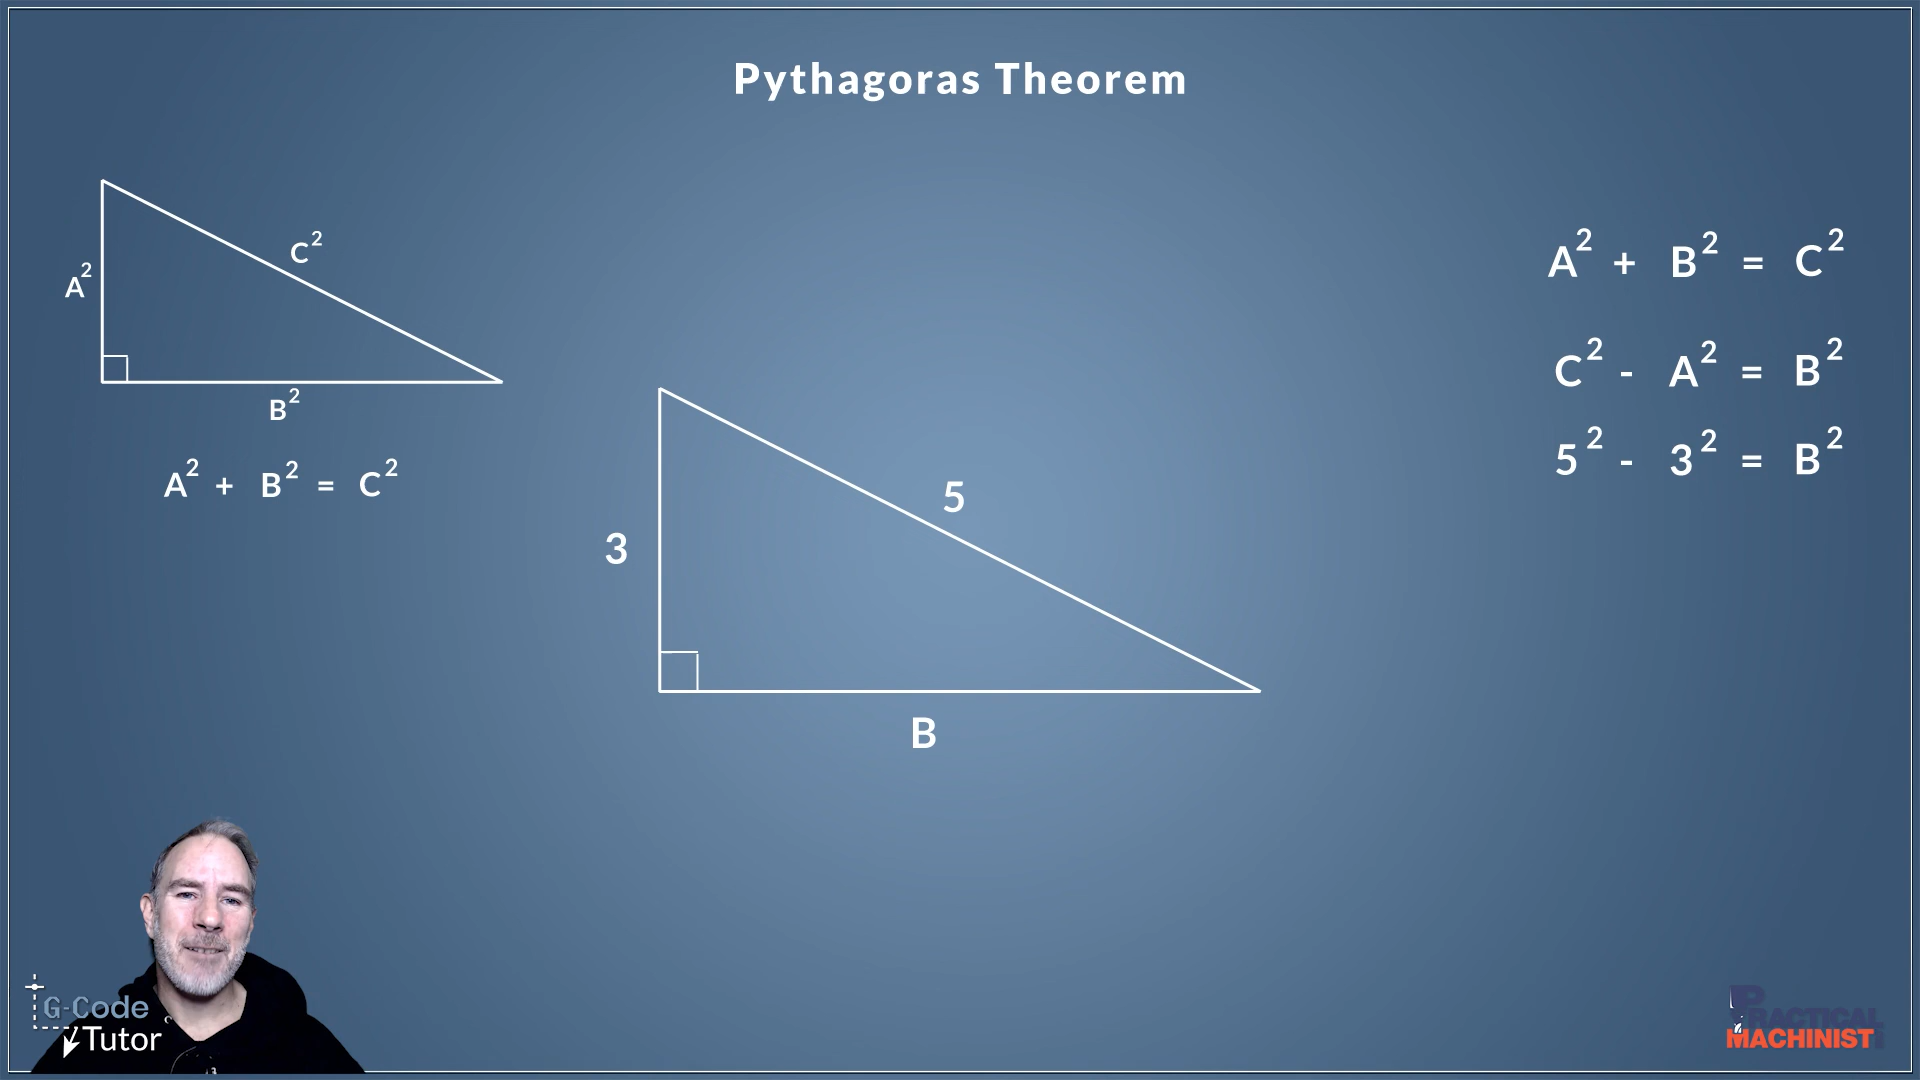 Pythagoras Theorem
A²
C²
B²
A² + B² = C²
3
5
B
A² + B² = C²
C² - A² = B²
5² - 3² = B²
G-Code
Tutor
PRACTICAL
MACHINIST